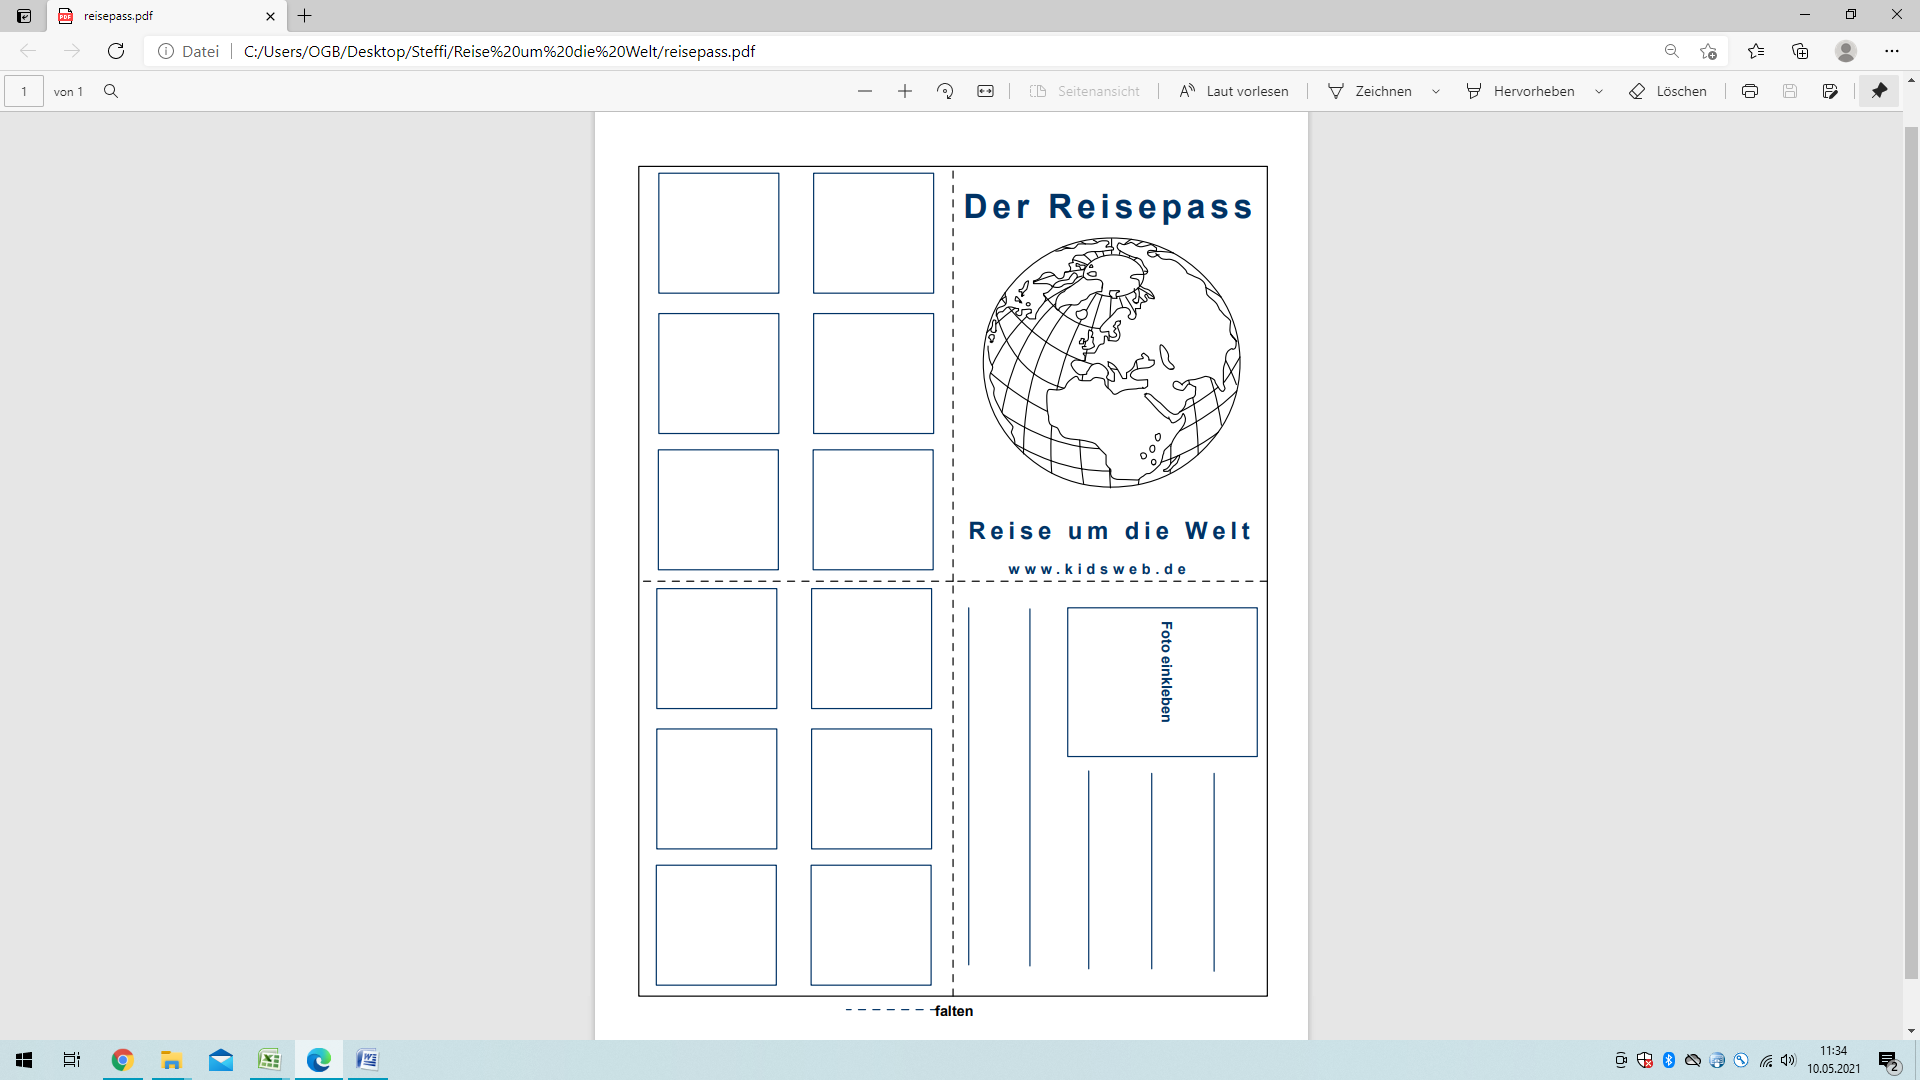 reisepass.pdf
Datei
C:/Users/OGB/Desktop/Steffi/Reise%20um%20die%20Welt/reisepass.pdf
1 von 1
Seitenansicht
Laut vorlesen
Zeichnen
Hervorheben
Löschen
Der Reisepass
Reise um die Welt
www.kidsweb.de
Foto einkleben
falten
11:34
10.05.2021
2